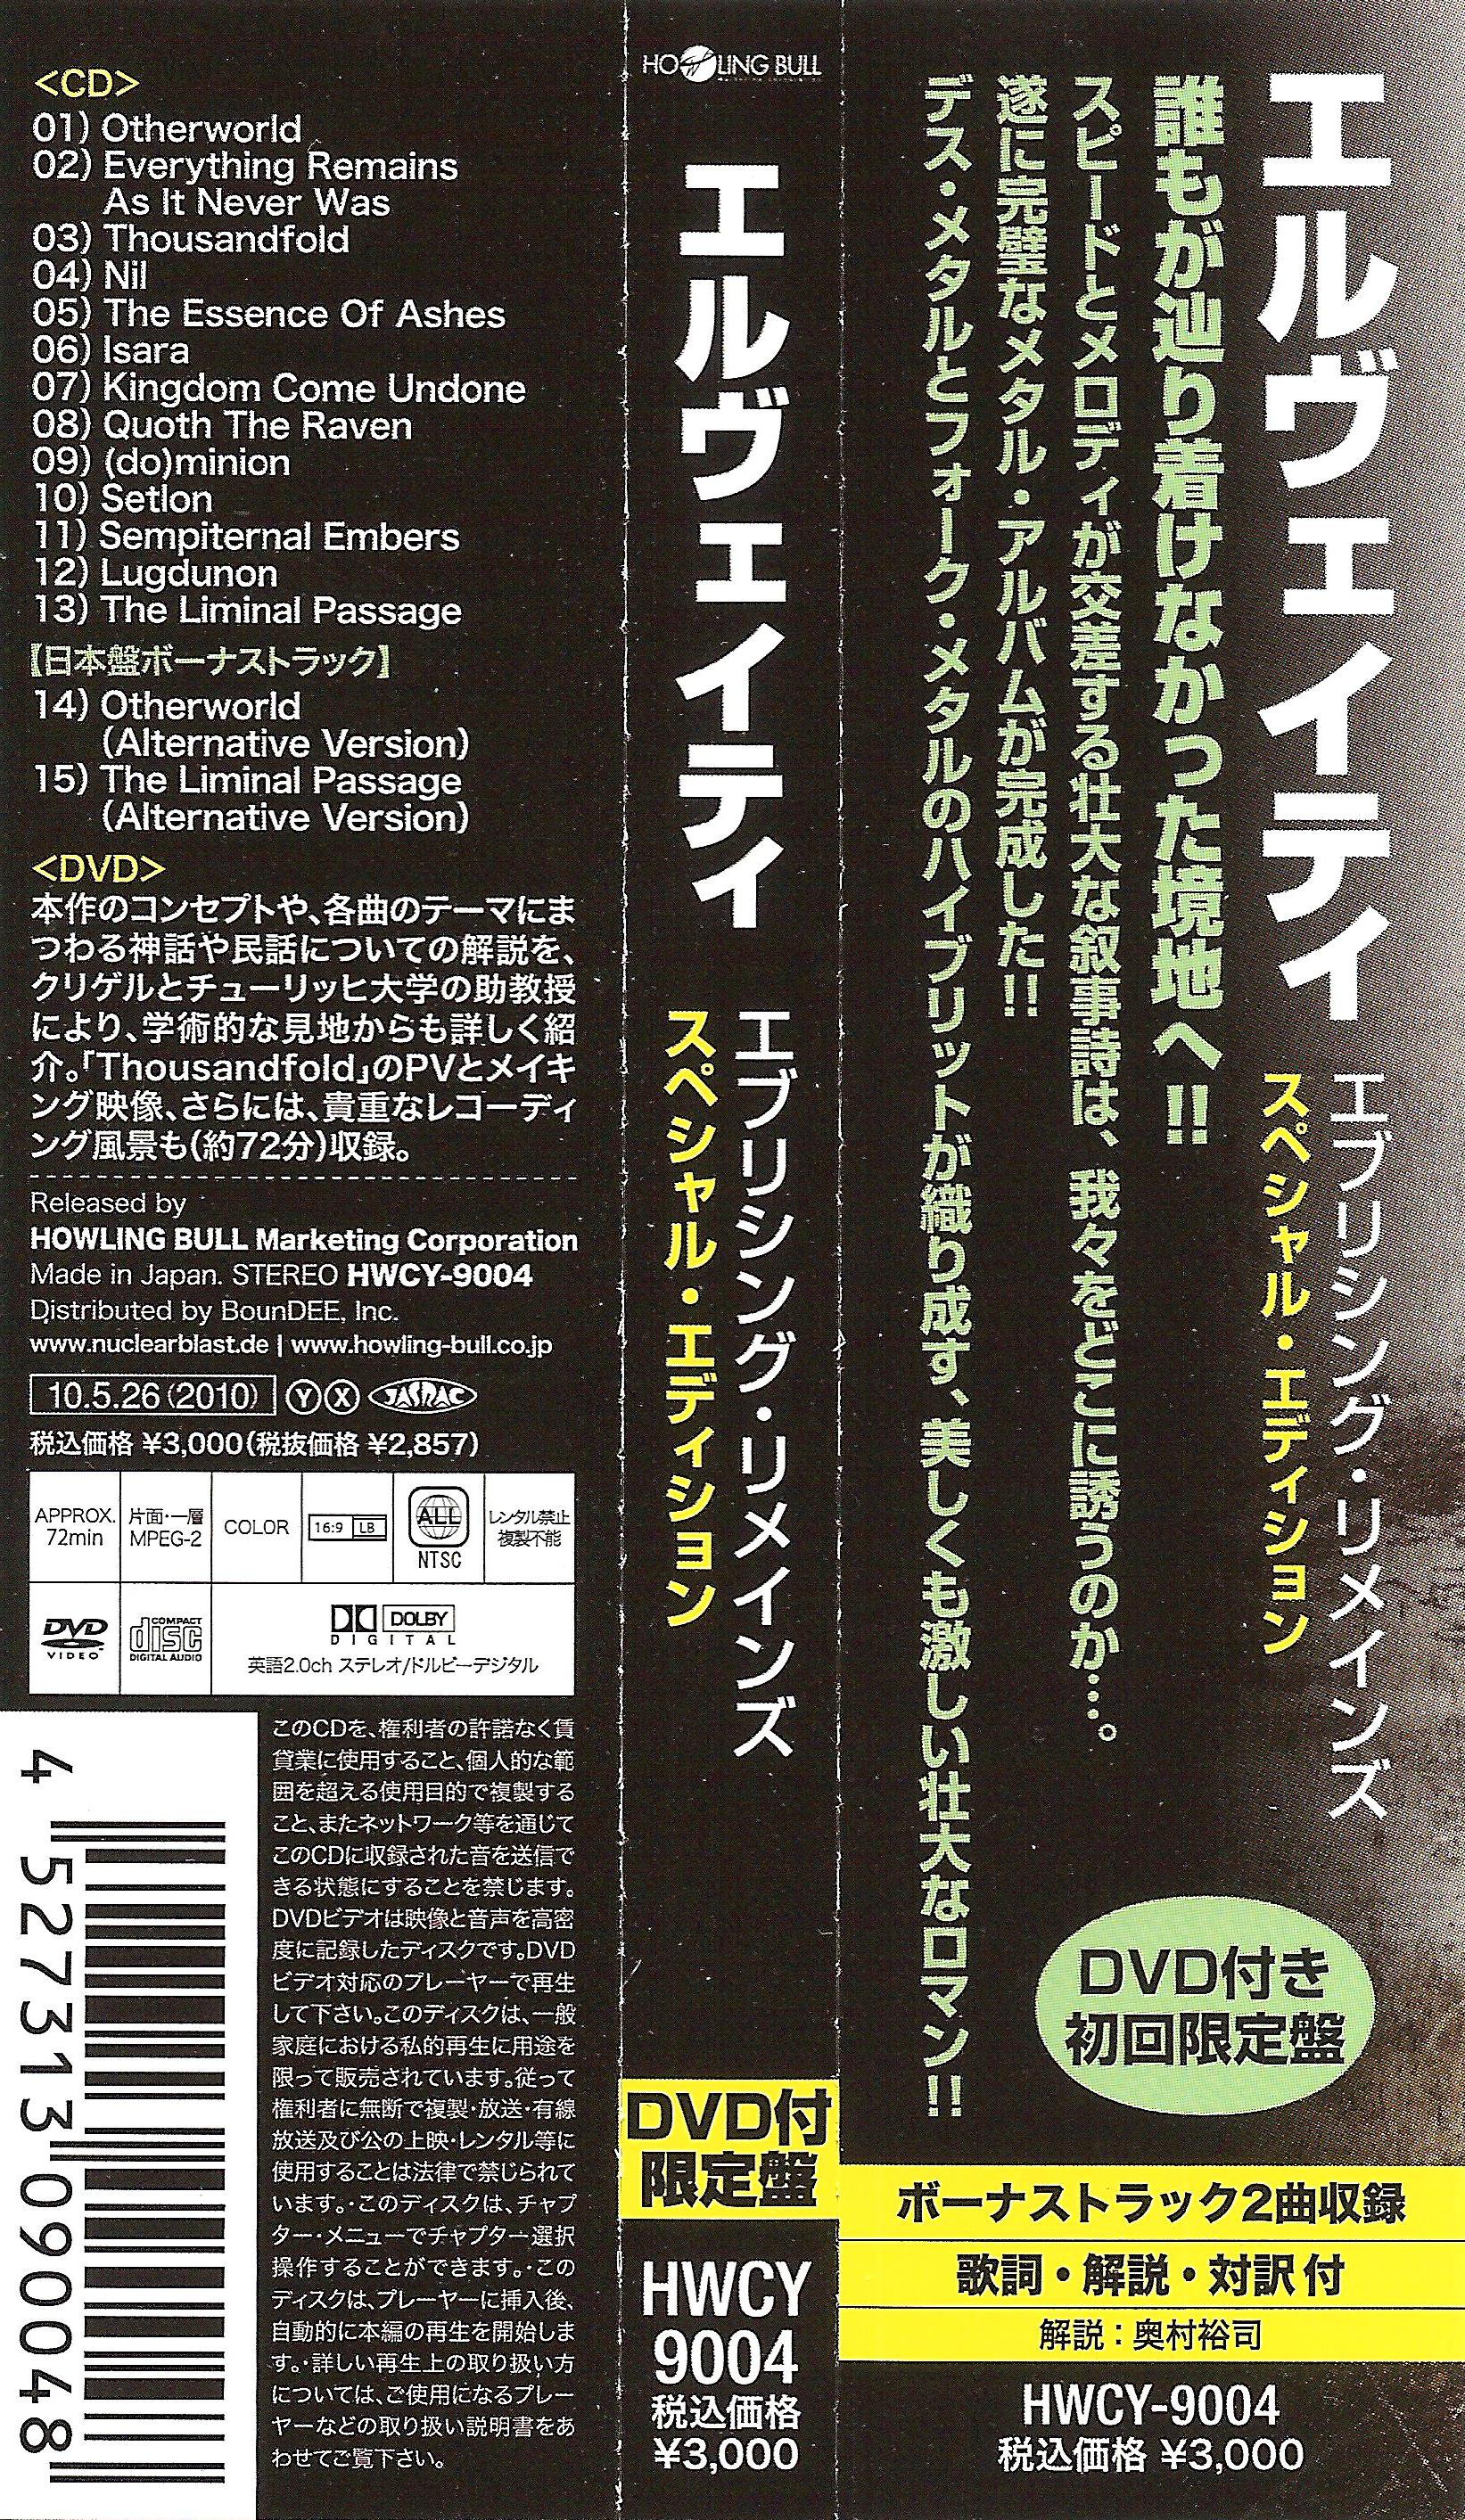 <CD>
01) Otherworld
02) Everything Remains
As It Never Was
03) Thousandfold
04) Nil
05) The Essence Of Ashes
06) Isara
07) Kingdom Come Undone
08) Quoth The Raven
09) (do)minion
10) Setlon
11) Sempiternal Embers
12) Lugdunon
13) The Liminal Passage
【日本盤ボーナストラック】
14) Otherworld
(Alternative Version)
15) The Liminal Passage
(Alternative Version)
<DVD>
本作のコンセプトや、各曲のテーマにま
つわる神話や民話についての解説を、
クリゲルとチューリッヒ大学の助教授
により、学術的な見地からも詳しく紹
介。「Thousandfold」のPVとメイキ
ング映像、さらには、貴重なレコーディ
ング風景も(約72分)収録。
Released by
HOWLING BULL Marketing Corporation
Made in Japan. STEREO HWCY-9004
Distributed by BounDEE, Inc.
www.nuclearblast.de | www.howling-bull.co.jp
10.5.26 (2010) Y X JASRAC
税込価格 ¥3,000(税抜価格 ¥2,857)
APPROX.
72min
片面・一層
MPEG-2
COLOR
16:9 LB
ALL
NTSC
レンタル禁止
複製不能
DVD
VIDEO
COMPACT
disc
DIGITAL AUDIO
DOLBY
DIGITAL
英語2.0ch ステレオ/ドルビーデジタル
4 527313 090048
このCDを、権利者の許諾なく賃
貸業に使用すること、個人的な範
囲を超える使用目的で複製する
こと、またネットワーク等を通じて
このCDに収録された音を送信で
きる状態にすることを禁じます。
DVDビデオは映像と音声を高密
度に記録したディスクです。DVD
ビデオ対応のプレーヤーで再生
して下さい。このディスクは、一般
家庭における私的再生に用途を
限って販売されています。従って
権利者に無断で複製・放送・有線
放送及び公の上映・レンタル等に
使用することは法律で禁じられて
います。・このディスクは、チャプ
ター・メニューでチャプター選択
操作することができます。・この
ディスクは、プレーヤーに挿入後、
自動的に本編の再生を開始しま
す。・詳しい再生上の取り扱い方
については、ご使用になるプレー
ヤーなどの取り扱い説明書をあ
わせてご覧下さい。
HOWLING BULL
エルヴェイティ
エブリシング・リメインズ
スペシャル・エディション
DVD付
限定盤
HWCY
9004
税込価格
¥3,000
エルヴェイティ
エブリシング・リメインズ
スペシャル・エディション
誰もが辿り着けなかった境地へ!!
スピードとメロディが交差する壮大な叙事詩は、我々をどこに誘うのか…。
遂に完璧なメタル・アルバムが完成した!!
デス・メタルとフォーク・メタルのハイブリットが織り成す、美しくも激しい壮大なロマン!!
DVD付き
初回限定盤
ボーナストラック2曲収録
歌詞・解説・対訳付
解説：奥村裕司
HWCY-9004
税込価格 ¥3,000